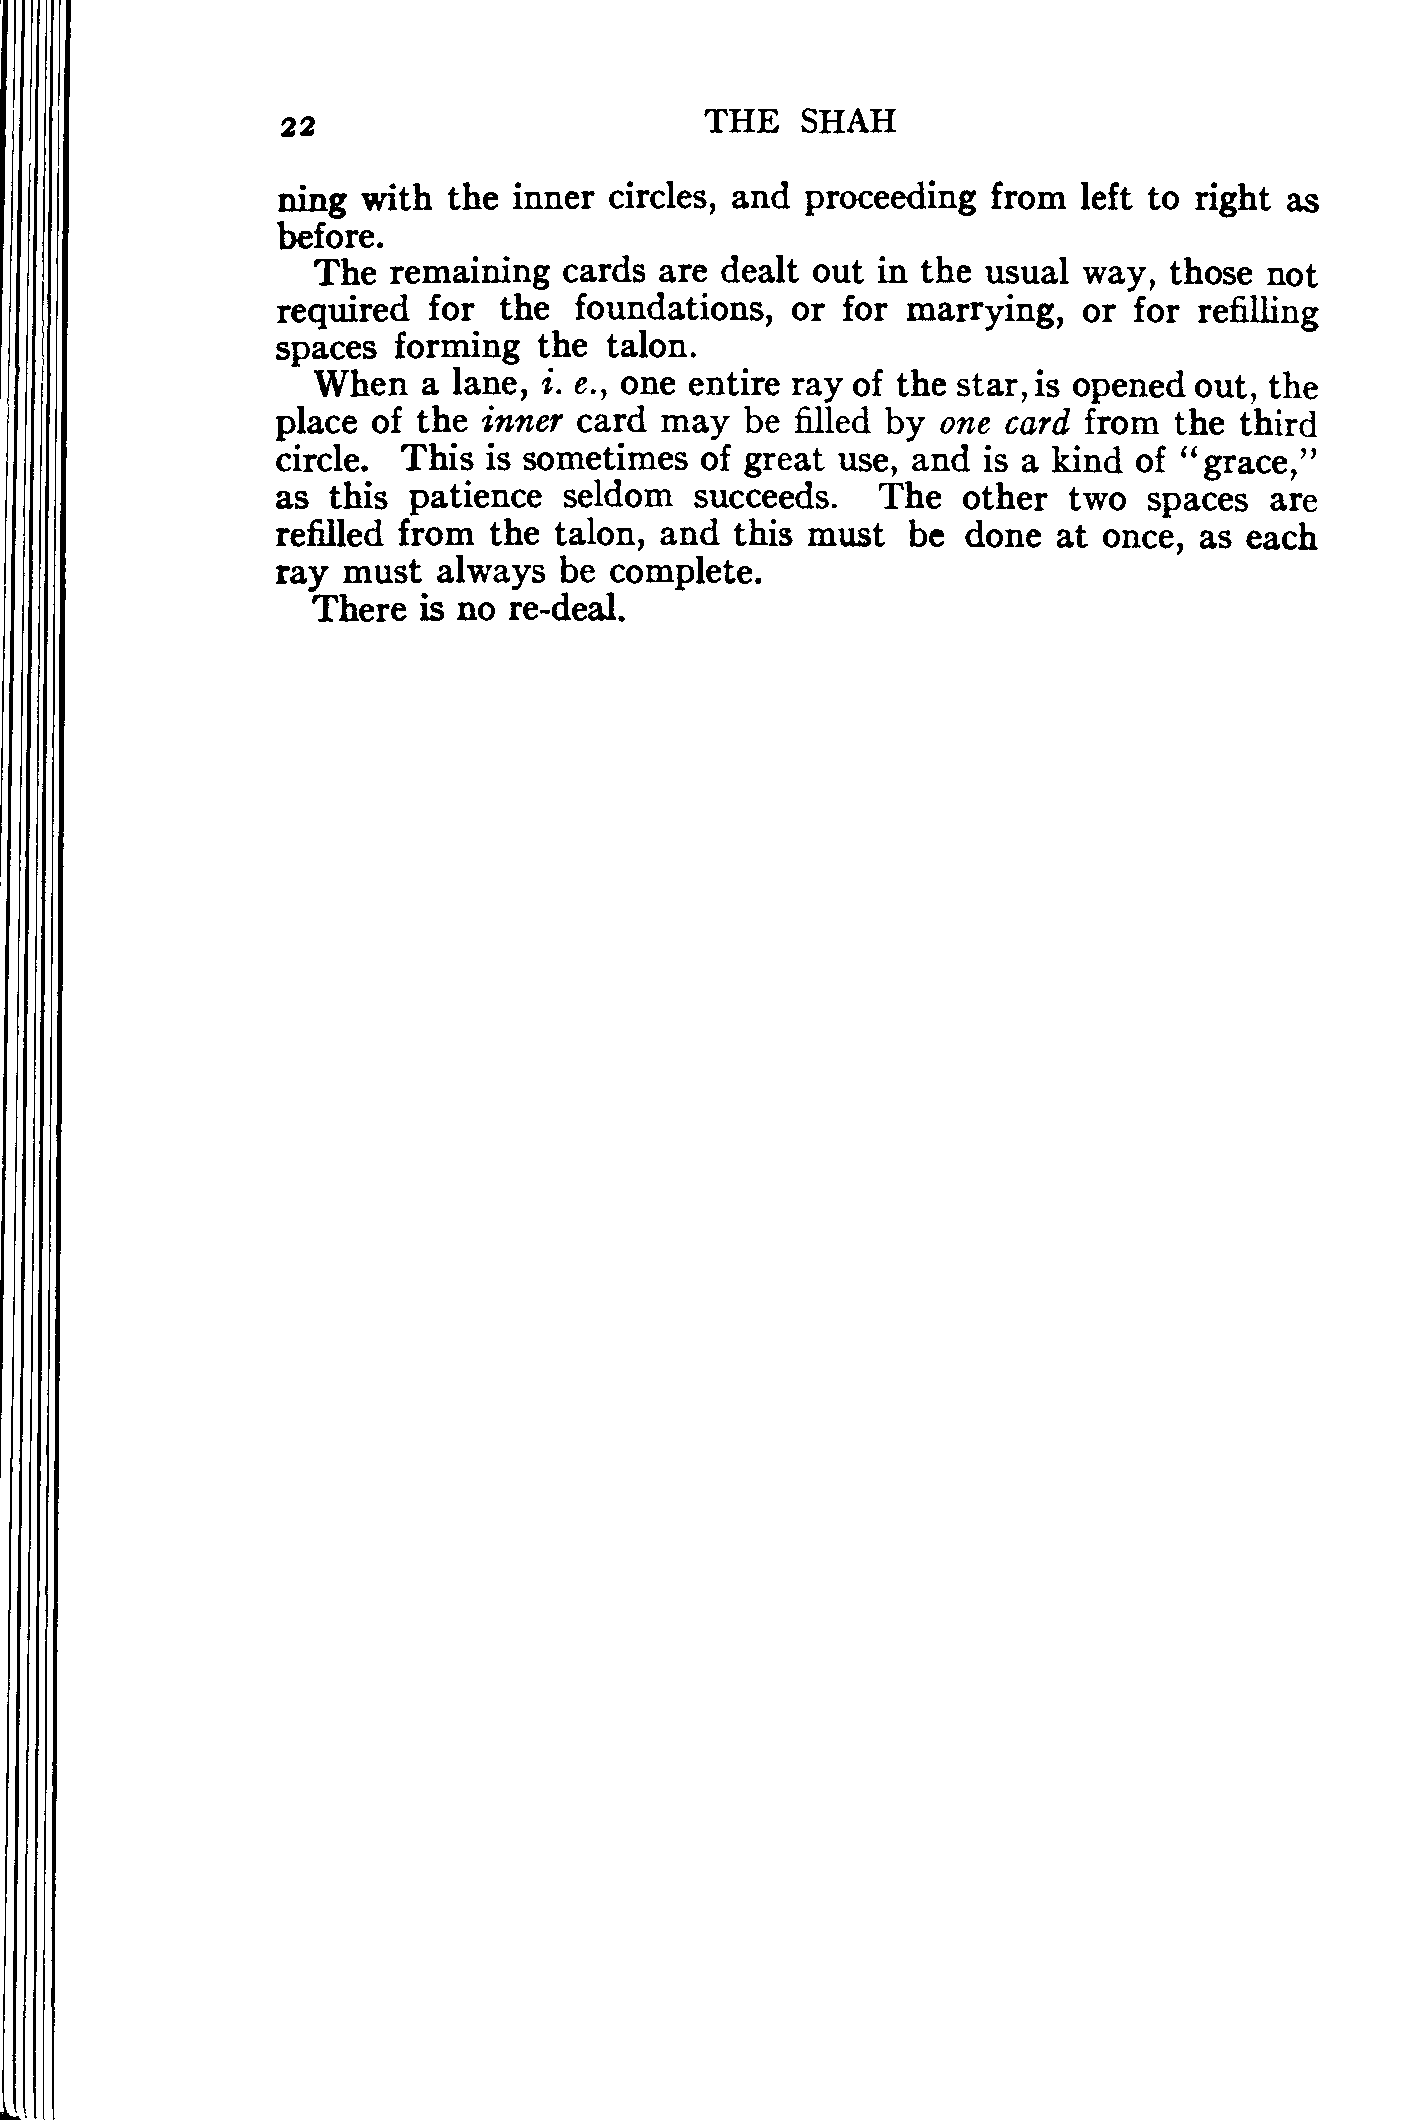 22 THE SHAH
ning with the inner circles, and proceeding from left to right as
before.
The remaining cards are dealt out in the usual way, those not
required for the foundations, or for marrying, or for refilling
spaces forming the talon.
When a lane, i. e., one entire ray of the star, is opened out, the
place of the inner card may be filled by one card from the third
circle. This is sometimes of great use, and is a kind of “grace,”
as this patience seldom succeeds. The other two spaces are
refilled from the talon, and this must be done at once, as each
ray must always be complete.
There is no re-deal.